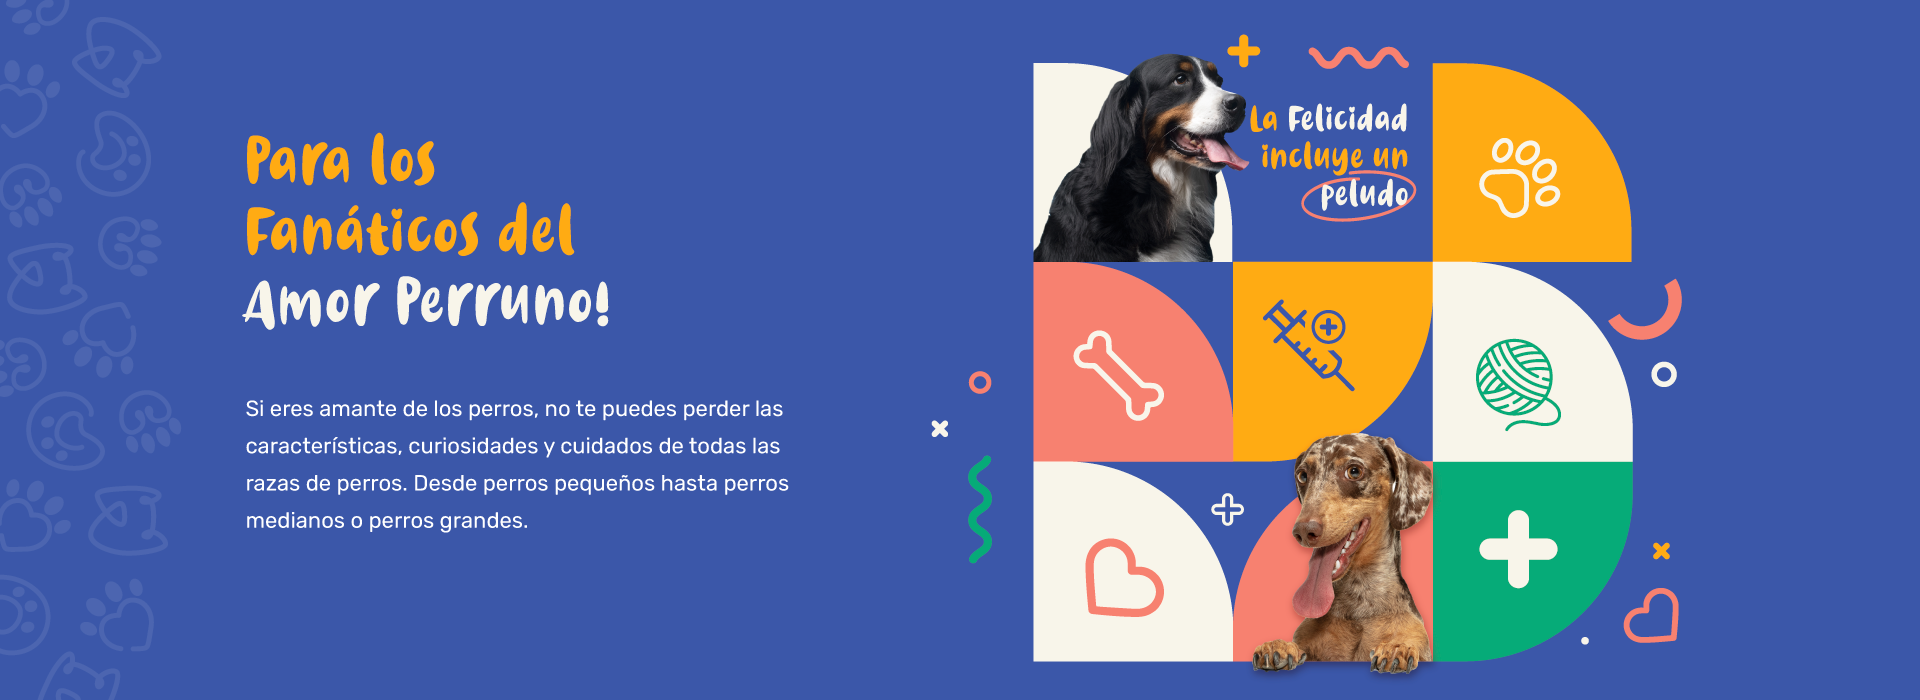 Para los
Fanáticos del
Amor Perruno!
Si eres amante de los perros, no te puedes perder las
características, curiosidades y cuidados de todas las
razas de perros. Desde perros pequeños hasta perros
medianos o perros grandes.
La Felicidad
incluye un
peludo